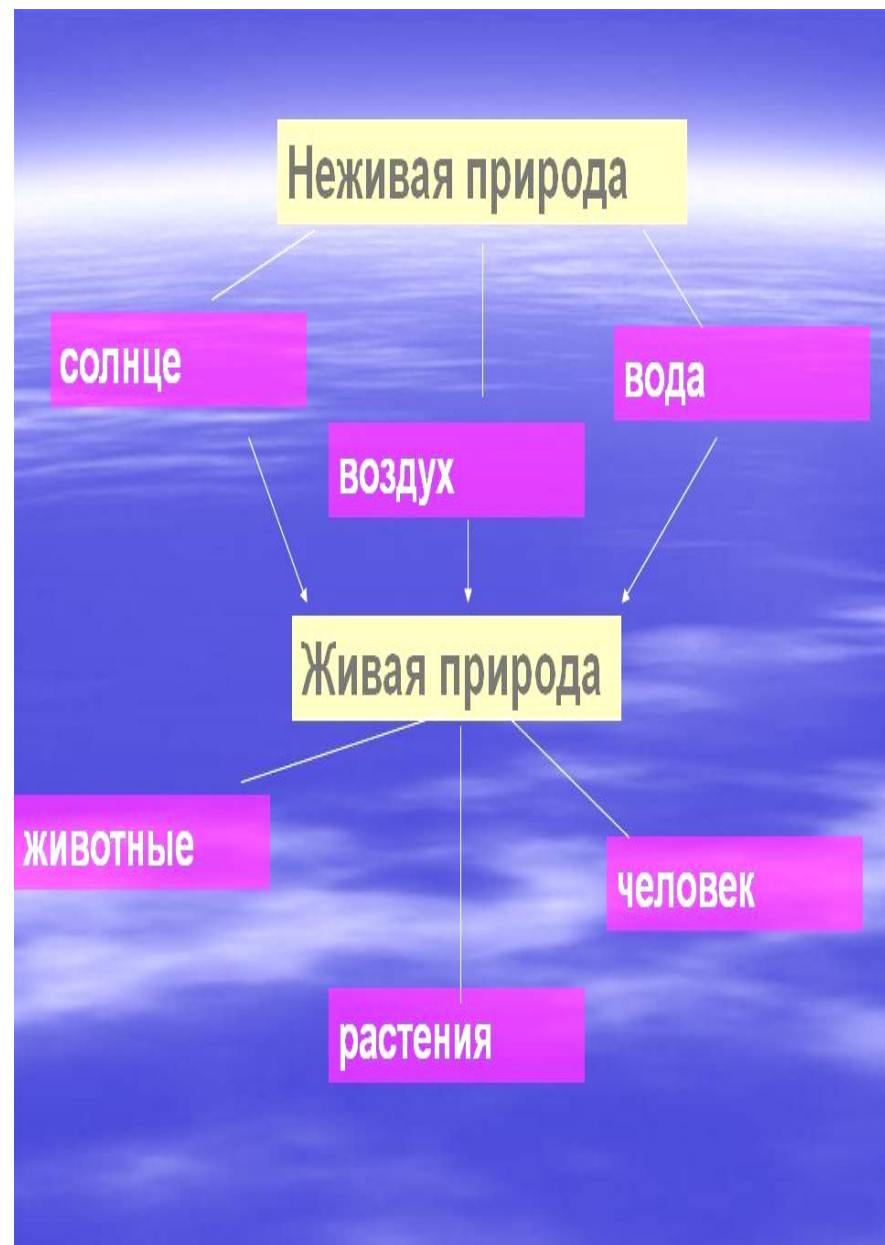 Неживая природа
солнце
вода
воздух
Живая природа
животные
человек
растения